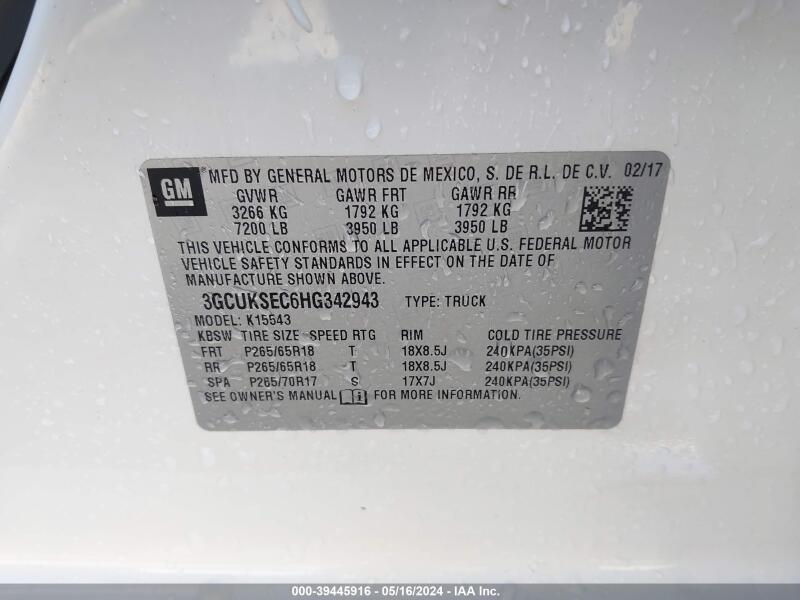 GM MFD BY GENERAL MOTORS DE MEXICO, S. DE R.L. DE C.V. 02/17
GVWR GAWR FRT GAWR RR
3266 KG 1792 KG 1792 KG
7200 LB 3950 LB 3950 LB
THIS VEHICLE CONFORMS TO ALL APPLICABLE U.S. FEDERAL MOTOR
VEHICLE SAFETY STANDARDS IN EFFECT ON THE DATE OF
MANUFACTURE SHOWN ABOVE.
3GCUKSEC6HG342943 TYPE: TRUCK
MODEL: K15543
KBSW TIRE SIZE SPEED RTG RIM COLD TIRE PRESSURE
FRT P265/65R18 T 18X8.5J 240KPA(35PSI)
RR P265/65R18 T 18X8.5J 240KPA(35PSI)
SPA P265/70R17 S 17X7J 240KPA(35PSI)
SEE OWNER'S MANUAL FOR MORE INFORMATION.
000-39445916 - 05/16/2024 - IAA Inc.